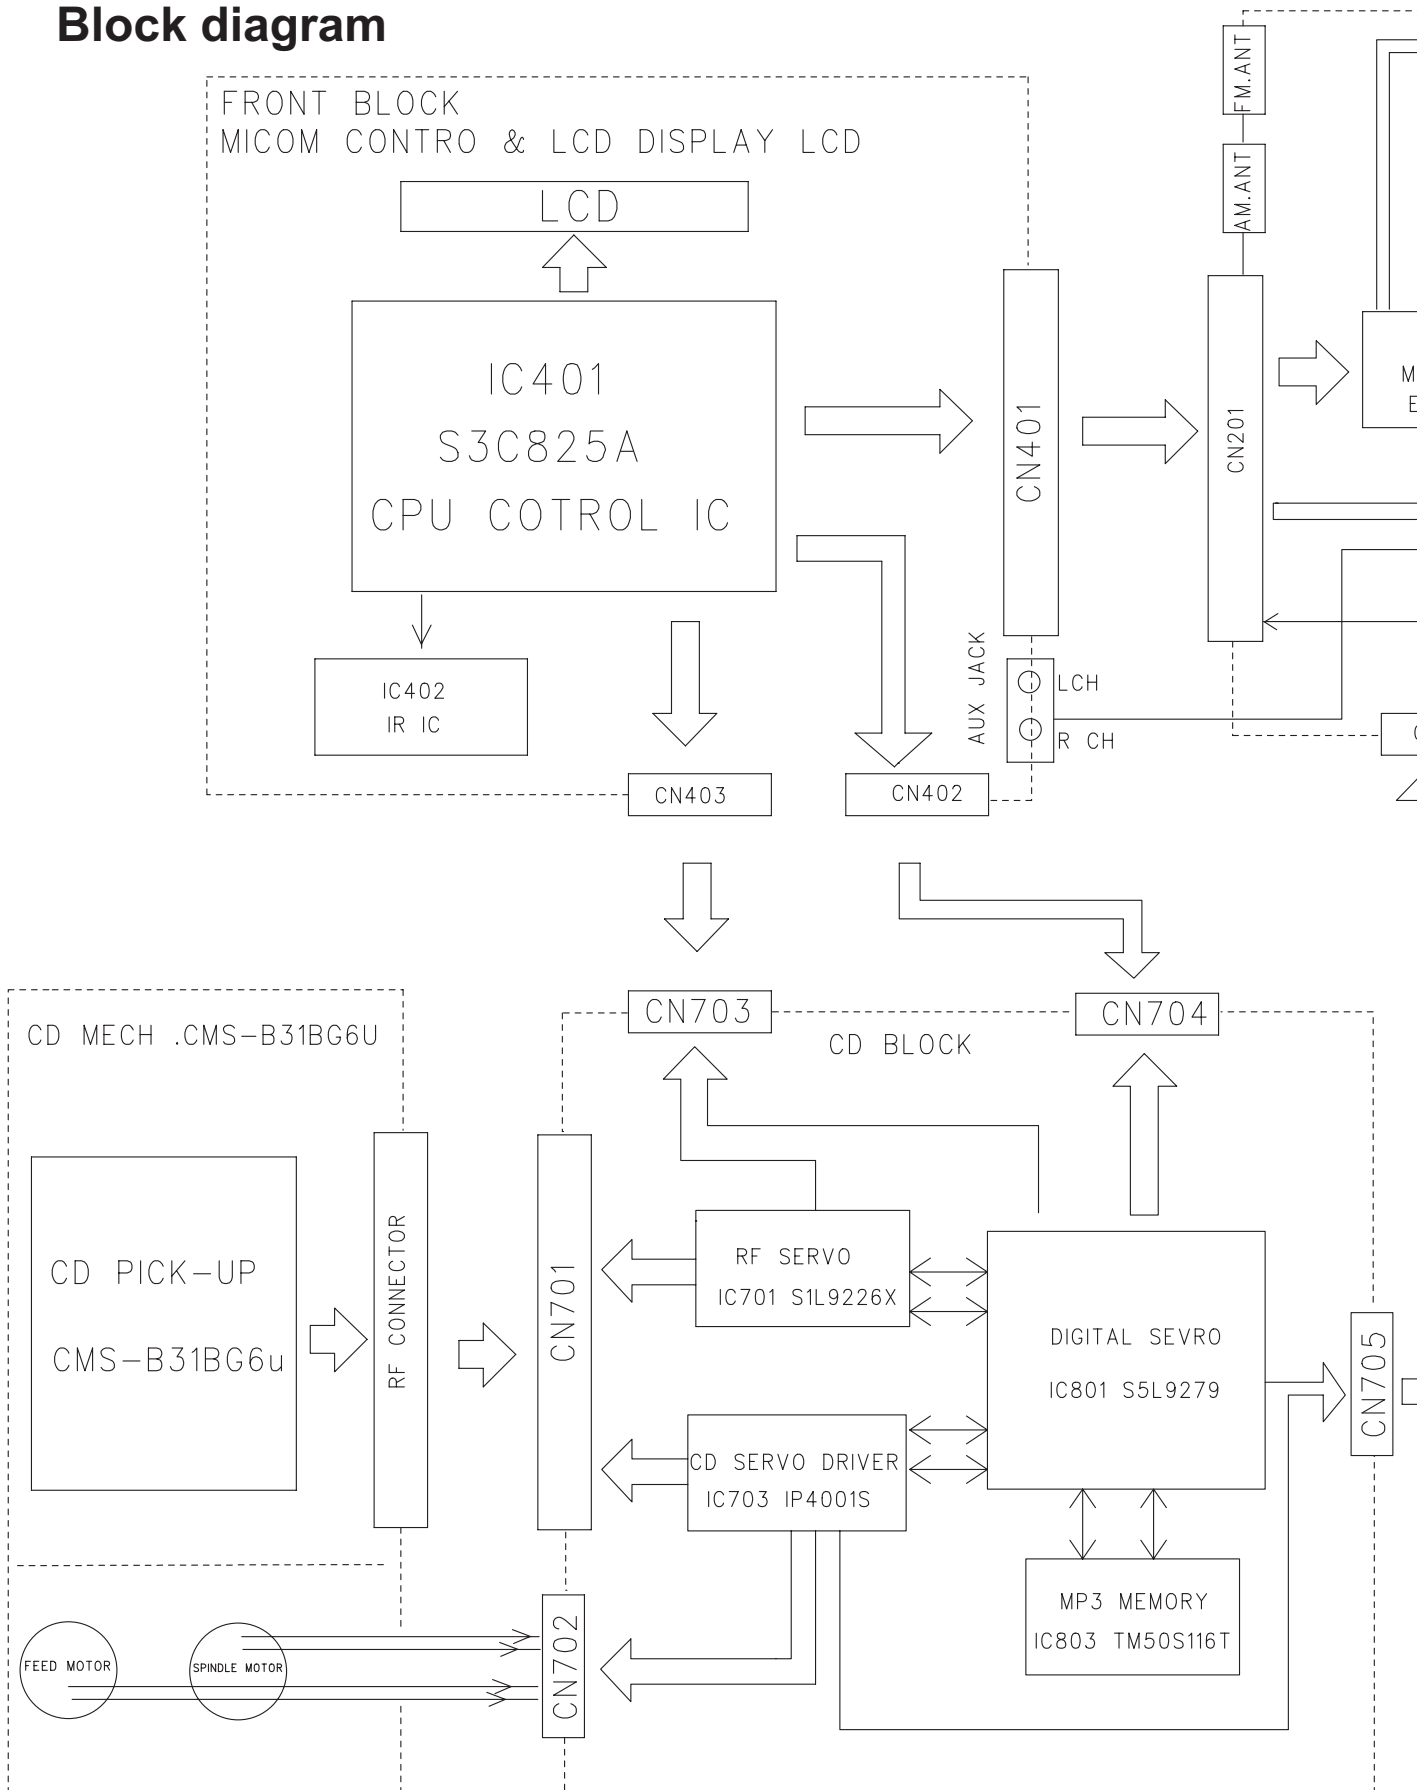 Block diagram
FRONT BLOCK
MICOM CONTRO & LCD DISPLAY LCD
LCD
IC401
S3C825A
CPU COTROL IC
IC402
IR IC
CN401
AUX JACK
LCH
R CH
CN403
CN402
FM.ANT
AM.ANT
CN201
CD MECH .CMS-B31BG6U
CD PICK-UP
CMS-B31BG6u
RF CONNECTOR
FEED MOTOR
SPINDLE MOTOR
CN703
CD BLOCK
CN704
CN701
RF SERVO
IC701 S1L9226X
DIGITAL SEVRO
IC801 S5L9279
CD SERVO DRIVER
IC703 IP4001S
MP3 MEMORY
IC803 TM50S116T
CN702
CN705